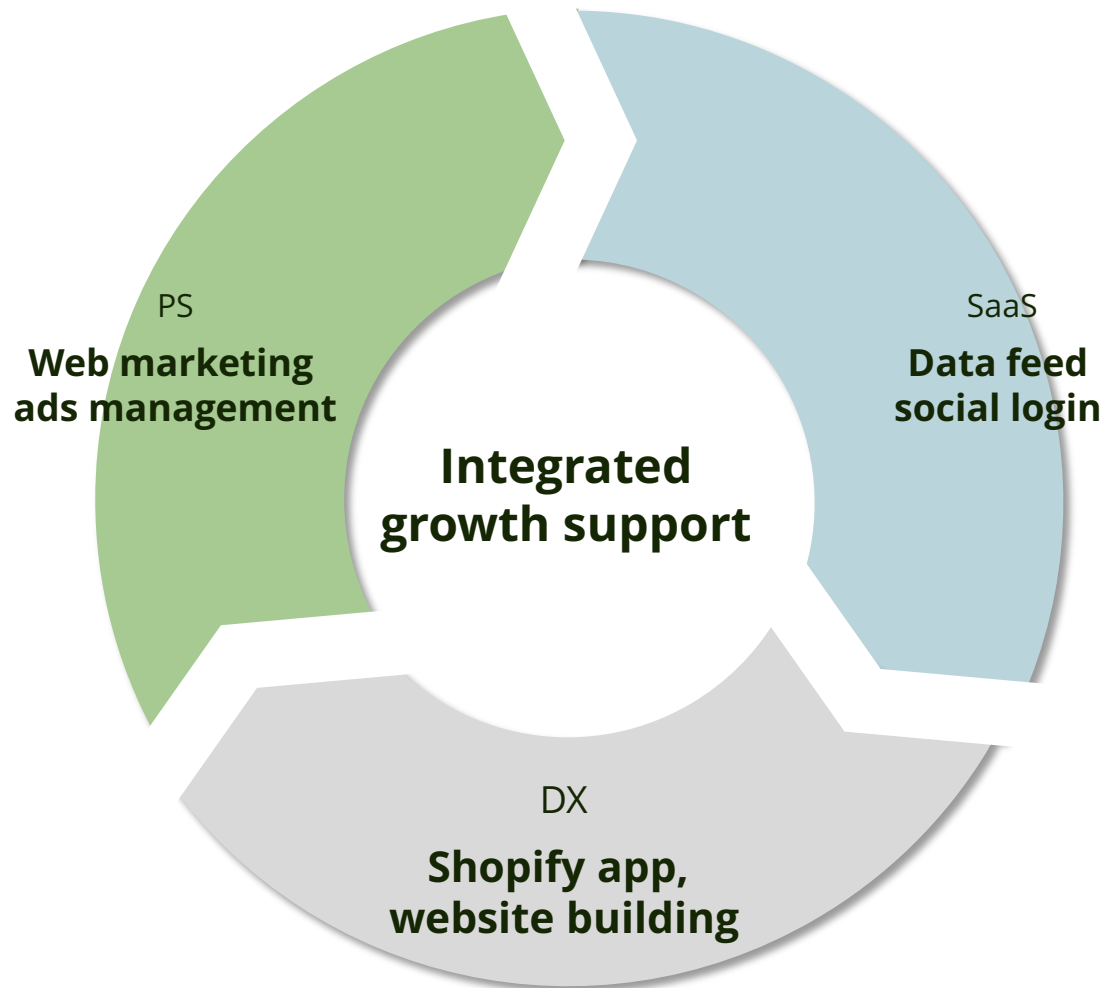 PS
Web marketing
ads management
SaaS
Data feed
social login
Integrated
growth support
DX
Shopify app,
website building